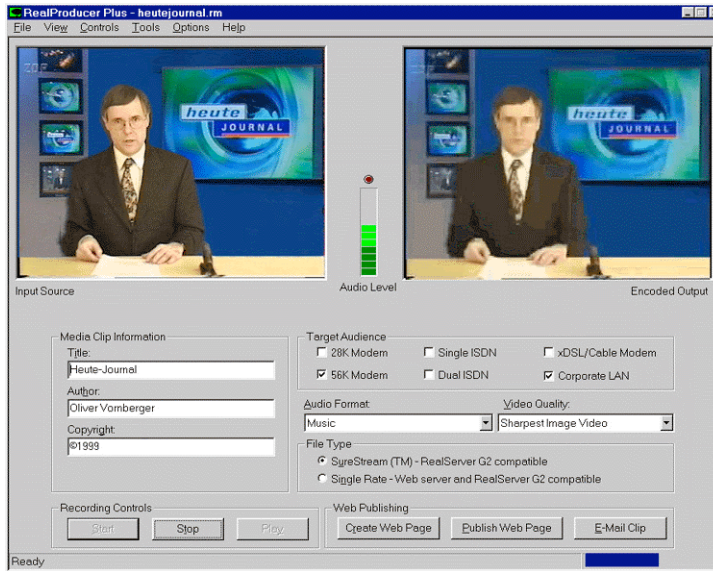 RealProducer Plus - heutejournal.rm
File View Controls Tools Options Help
ZDF
heute
JOURNAL
heute
JOURNAL
Input Source
Audio Level
Encoded Output
Media Clip Information
Title:
Heute-Journal
Author:
Oliver Vornberger
Copyright:
©1999
Target Audience
28K Modem
Single ISDN
xDSL/Cable Modem
56K Modem
Dual ISDN
Corporate LAN
Audio Format:
Video Quality:
Music
Sharpest Image Video
File Type
SureStream (TM) - RealServer G2 compatible
Single Rate - Web server and RealServer G2 compatible
Recording Controls
Start
Stop
Play
Web Publishing
Create Web Page
Publish Web Page
E-Mail Clip
Ready